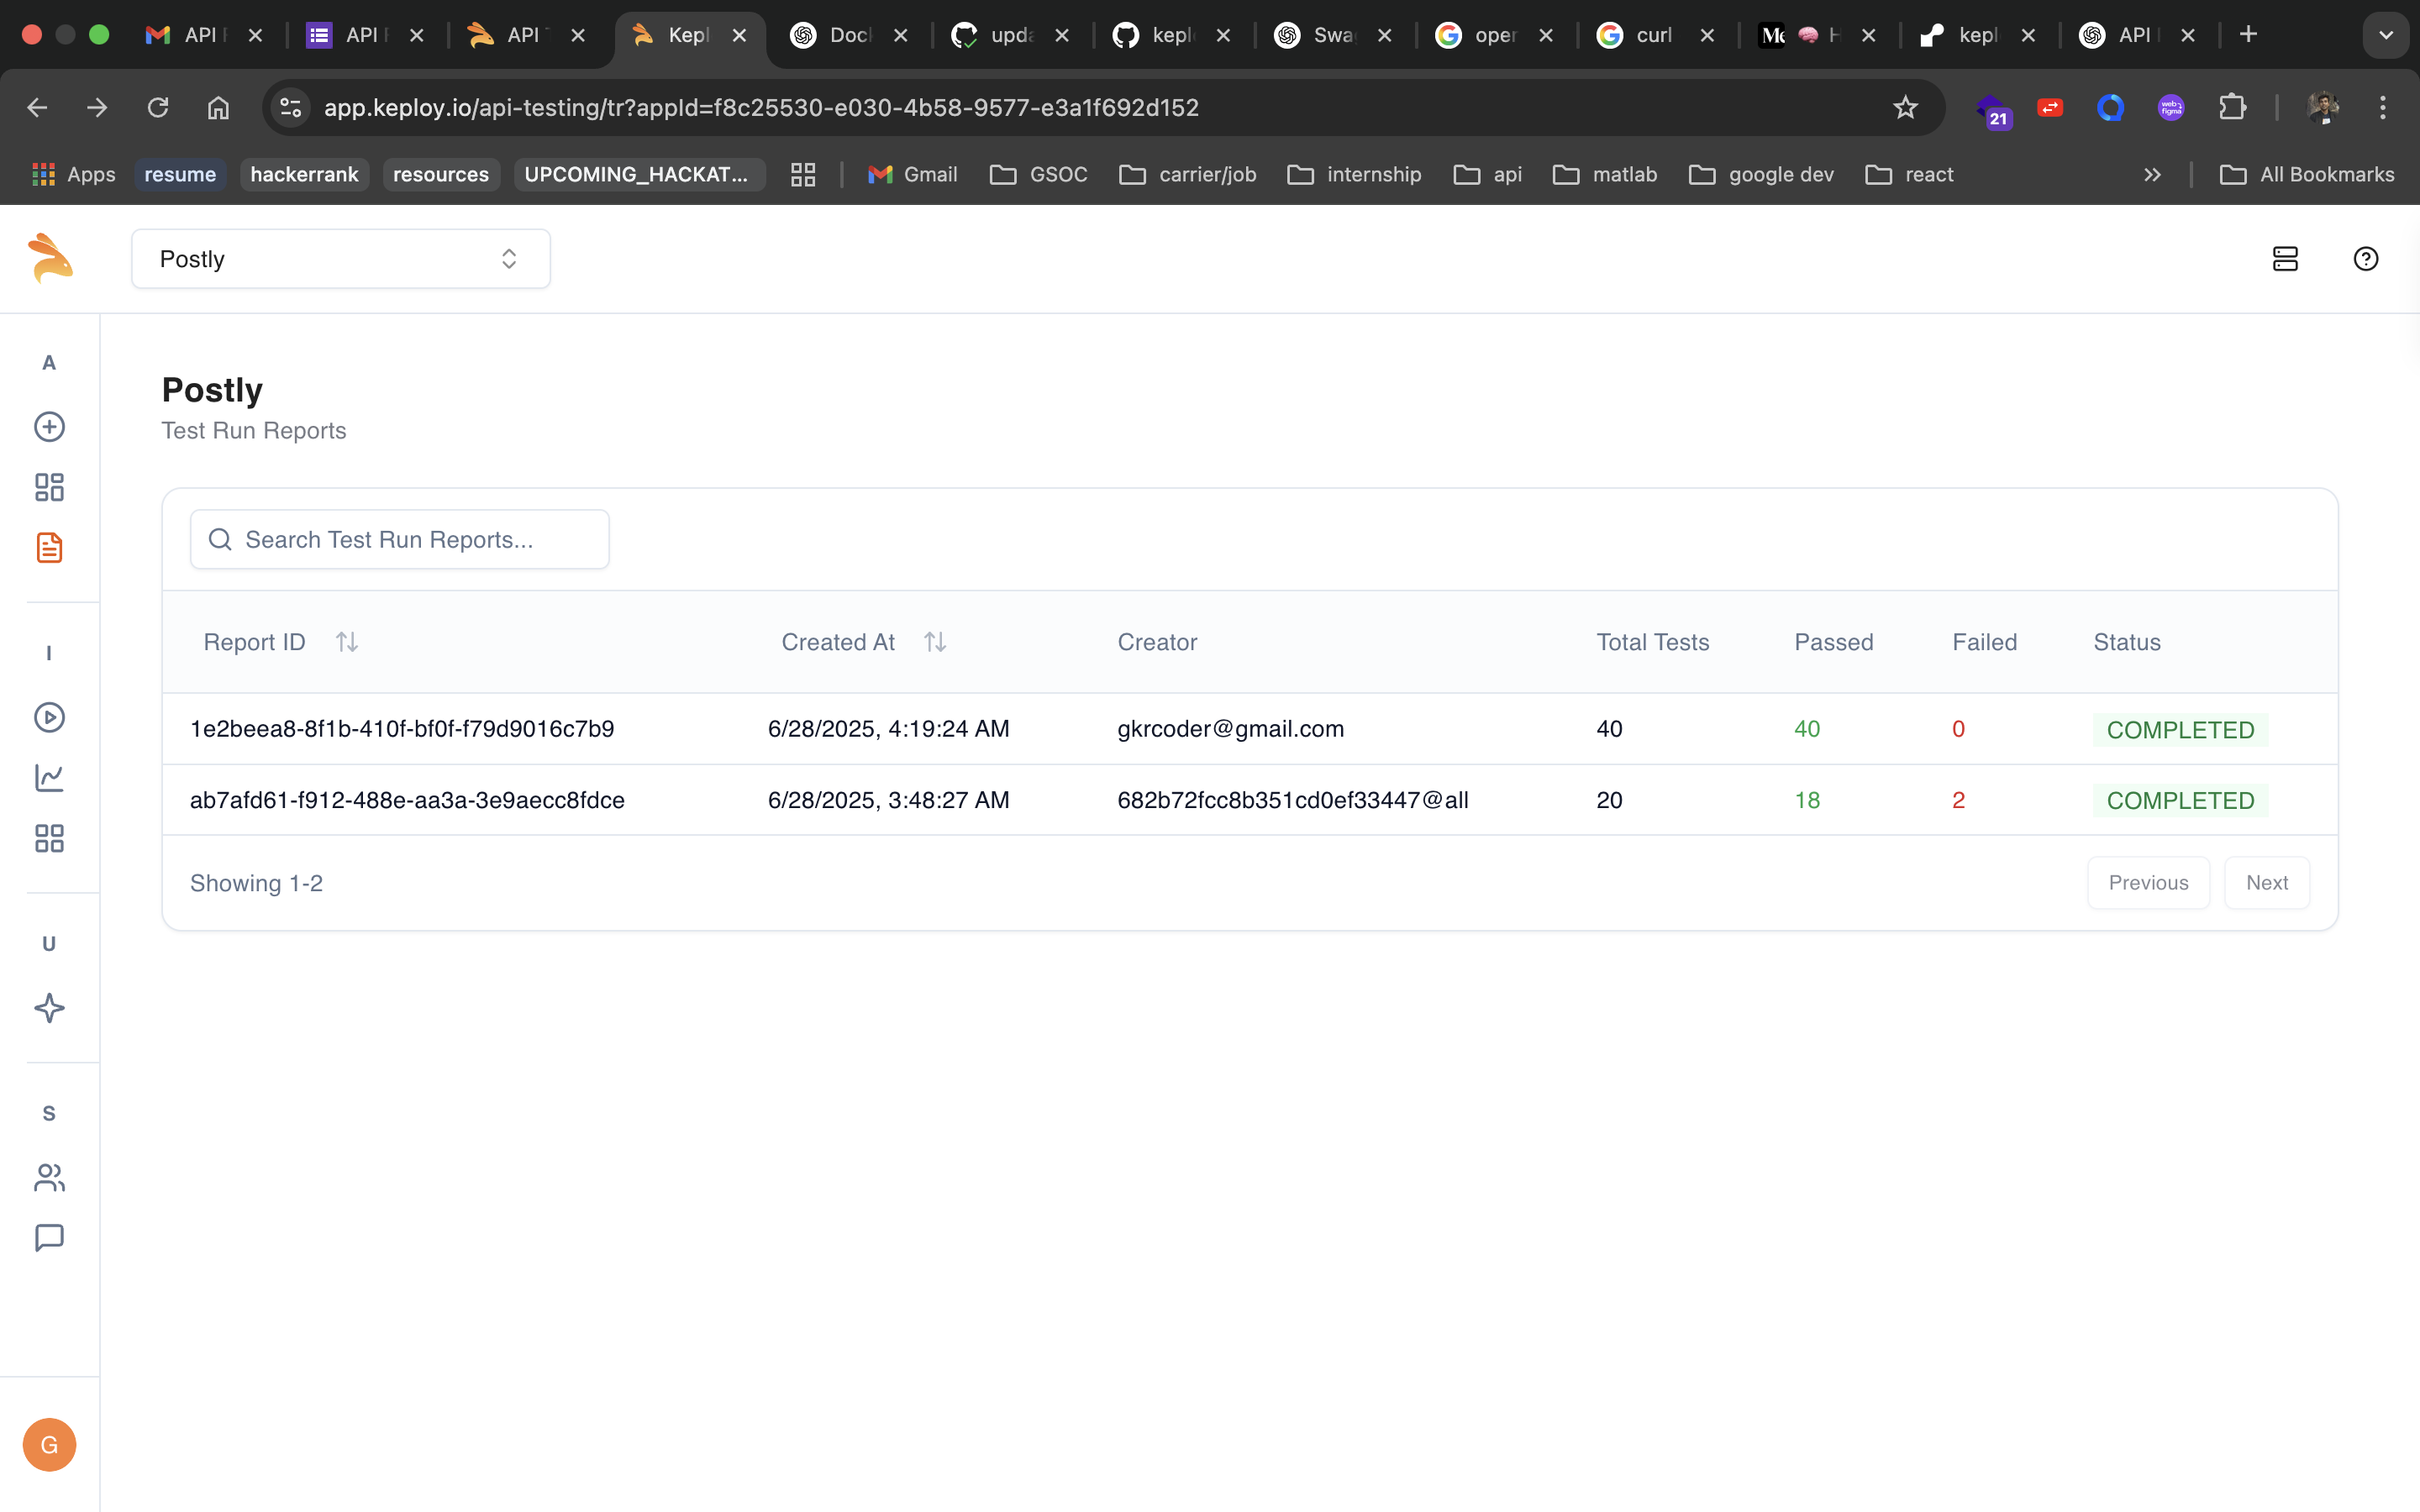 API
API
API
Kepl
Doc
upda
kepl
Swa
oper
curl
H
kepl
API
app.keploy.io/api-testing/tr?appId=f8c25530-e030-4b58-9577-e3a1f692d152
21
web
figma
Apps
resume
hackerrank
resources
UPCOMING_HACKAT...
Gmail
GSOC
carrier/job
internship
api
matlab
google dev
react
All Bookmarks
Postly
A
Postly
Test Run Reports
Search Test Run Reports...
Report ID Created At Creator Total Tests Passed Failed Status
I
1e2beea8-8f1b-410f-bf0f-f79d9016c7b9 6/28/2025, 4:19:24 AM gkrcoder@gmail.com 40 40 0 COMPLETED
ab7afd61-f912-488e-aa3a-3e9aecc8fdce 6/28/2025, 3:48:27 AM 682b72fcc8b351cd0ef33447@all 20 18 2 COMPLETED
Showing 1-2 Previous Next
U
S
G